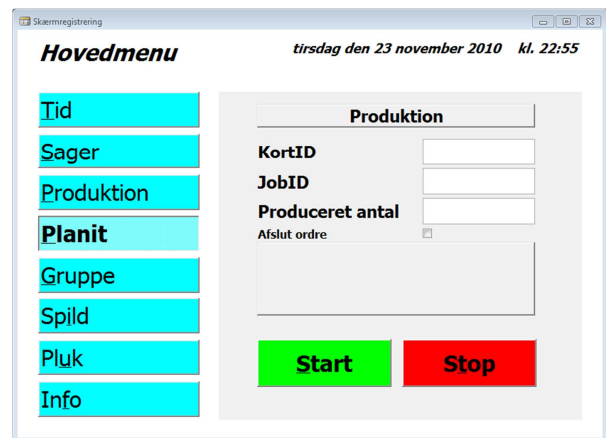 Skærmregistrering
Hovedmenu
tirsdag den 23 november 2010 kl. 22:55
Tid
Sager
Produktion
Planit
Gruppe
Spild
Pluk
Info
Produktion
KortID
JobID
Produceret antal
Afslut ordre
Start
Stop